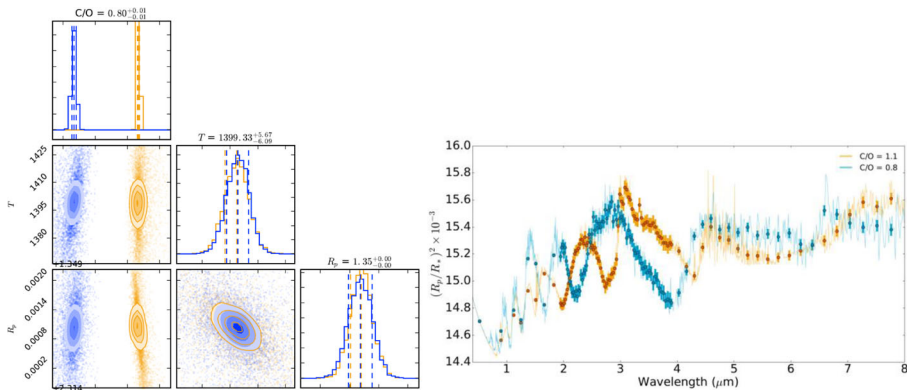 C/O = 0.80+0.01−0.01
T = 1399.33+5.67−6.09
1425
1410
1395
1380
T
Rp = 1.35+0.00−0.00
+1.349
0.0020
0.0014
0.0008
0.0002
Rp
16.0
15.8
15.6
15.4
15.2
15.0
14.8
14.6
14.4
(Rp/R*)² × 10⁻³
C/O = 1.1
C/O = 0.8
1 2 3 4 5 6 7 8
Wavelength (μm)